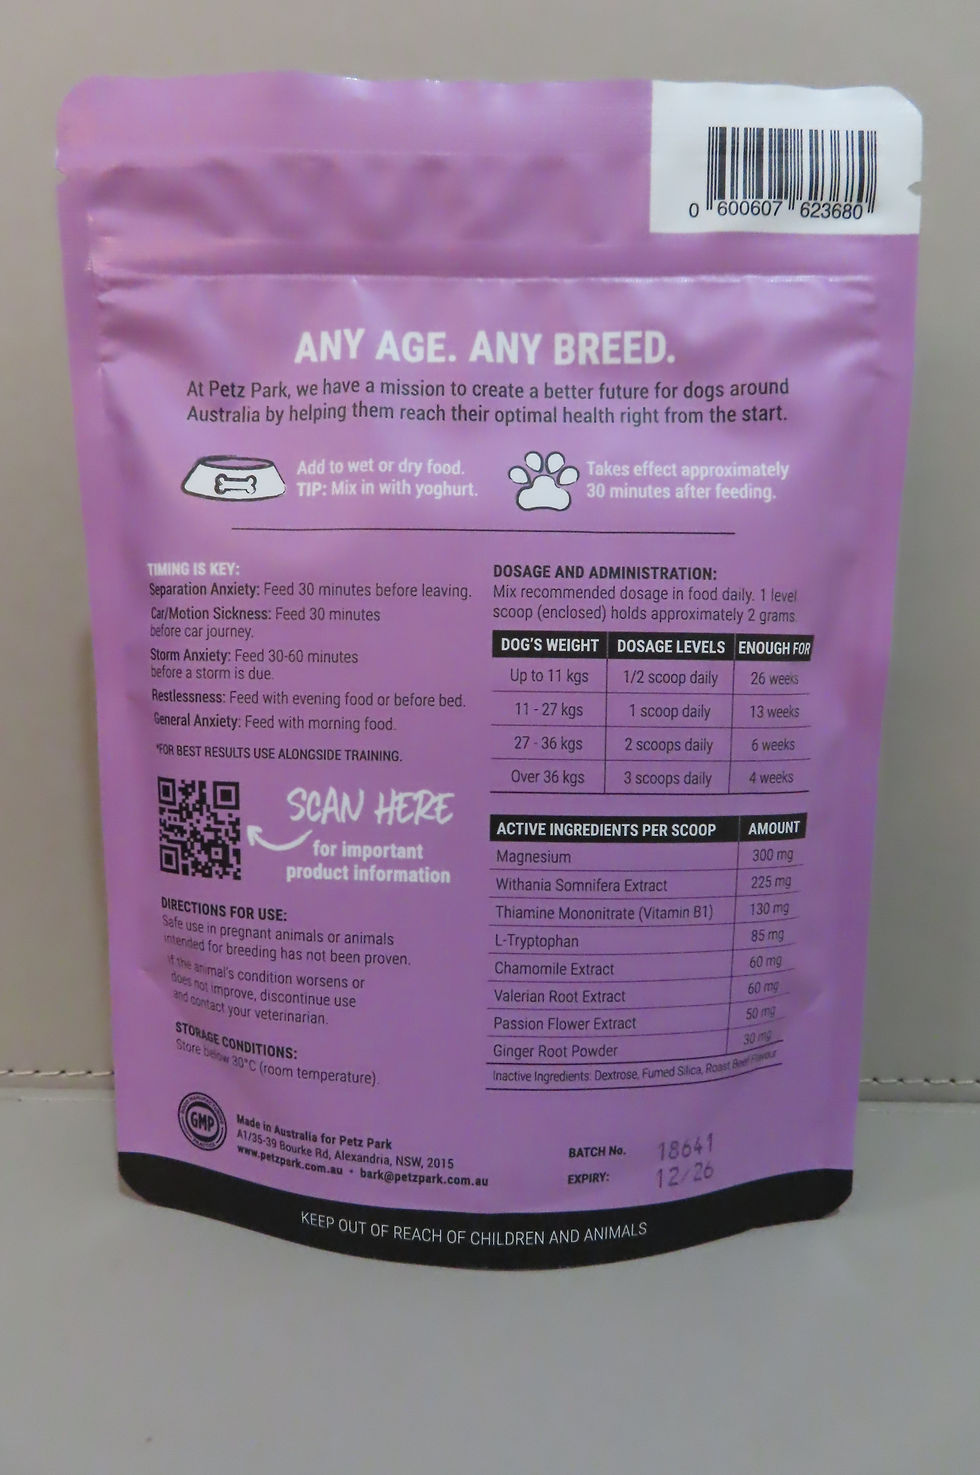 0 600607 623680
ANY AGE. ANY BREED.
At Petz Park, we have a mission to create a better future for dogs around
Australia by helping them reach their optimal health right from the start.
Add to wet or dry food.
TIP: Mix in with yoghurt.
Takes effect approximately
30 minutes after feeding.
TIMING IS KEY:
Separation Anxiety: Feed 30 minutes before leaving.
Car/Motion Sickness: Feed 30 minutes
before car journey.
Storm Anxiety: Feed 30-60 minutes
before a storm is due.
Restlessness: Feed with evening food or before bed.
General Anxiety: Feed with morning food.
*FOR BEST RESULTS USE ALONGSIDE TRAINING.
SCAN HERE
for important
product information
DIRECTIONS FOR USE:
Safe use in pregnant animals or animals
intended for breeding has not been proven.
If the animal's condition worsens or
does not improve, discontinue use
and contact your veterinarian.
STORAGE CONDITIONS:
Store below 30°C (room temperature).
DOSAGE AND ADMINISTRATION:
Mix recommended dosage in food daily. 1 level
scoop (enclosed) holds approximately 2 grams.
DOG'S WEIGHT DOSAGE LEVELS ENOUGH FOR
Up to 11 kgs 1/2 scoop daily 26 weeks
11 - 27 kgs 1 scoop daily 13 weeks
27 - 36 kgs 2 scoops daily 6 weeks
Over 36 kgs 3 scoops daily 4 weeks
ACTIVE INGREDIENTS PER SCOOP AMOUNT
Magnesium 300 mg
Withania Somnifera Extract 225 mg
Thiamine Mononitrate (Vitamin B1) 130 mg
L-Tryptophan 85 mg
Chamomile Extract 60 mg
Valerian Root Extract 60 mg
Passion Flower Extract 50 mg
Ginger Root Powder 30 mg
Inactive Ingredients: Dextrose, Fumed Silica, Roast Beef Flavour
GMP
Made in Australia for Petz Park
A1/35-39 Bourke Rd, Alexandria, NSW, 2015
www.petzpark.com.au • bark@petzpark.com.au
BATCH No. 18641
EXPIRY: 12/26
KEEP OUT OF REACH OF CHILDREN AND ANIMALS